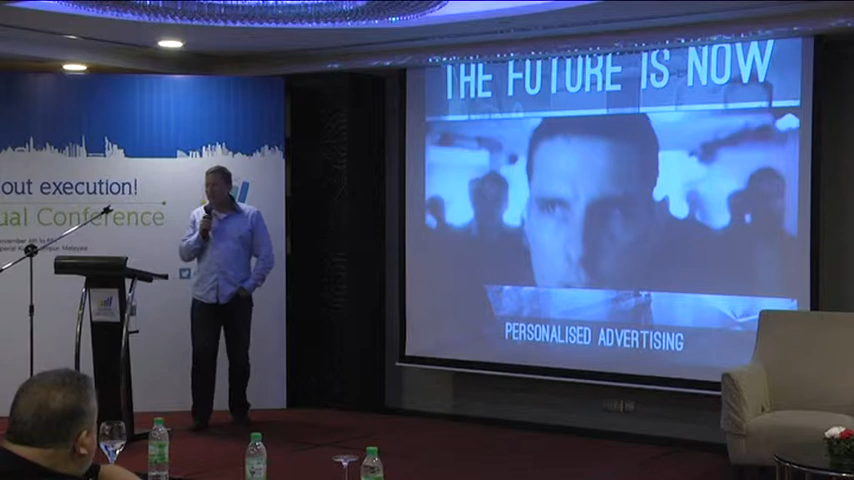 THE FUTURE IS NOW
out execution!
ual Conference
PERSONALISED ADVERTISING